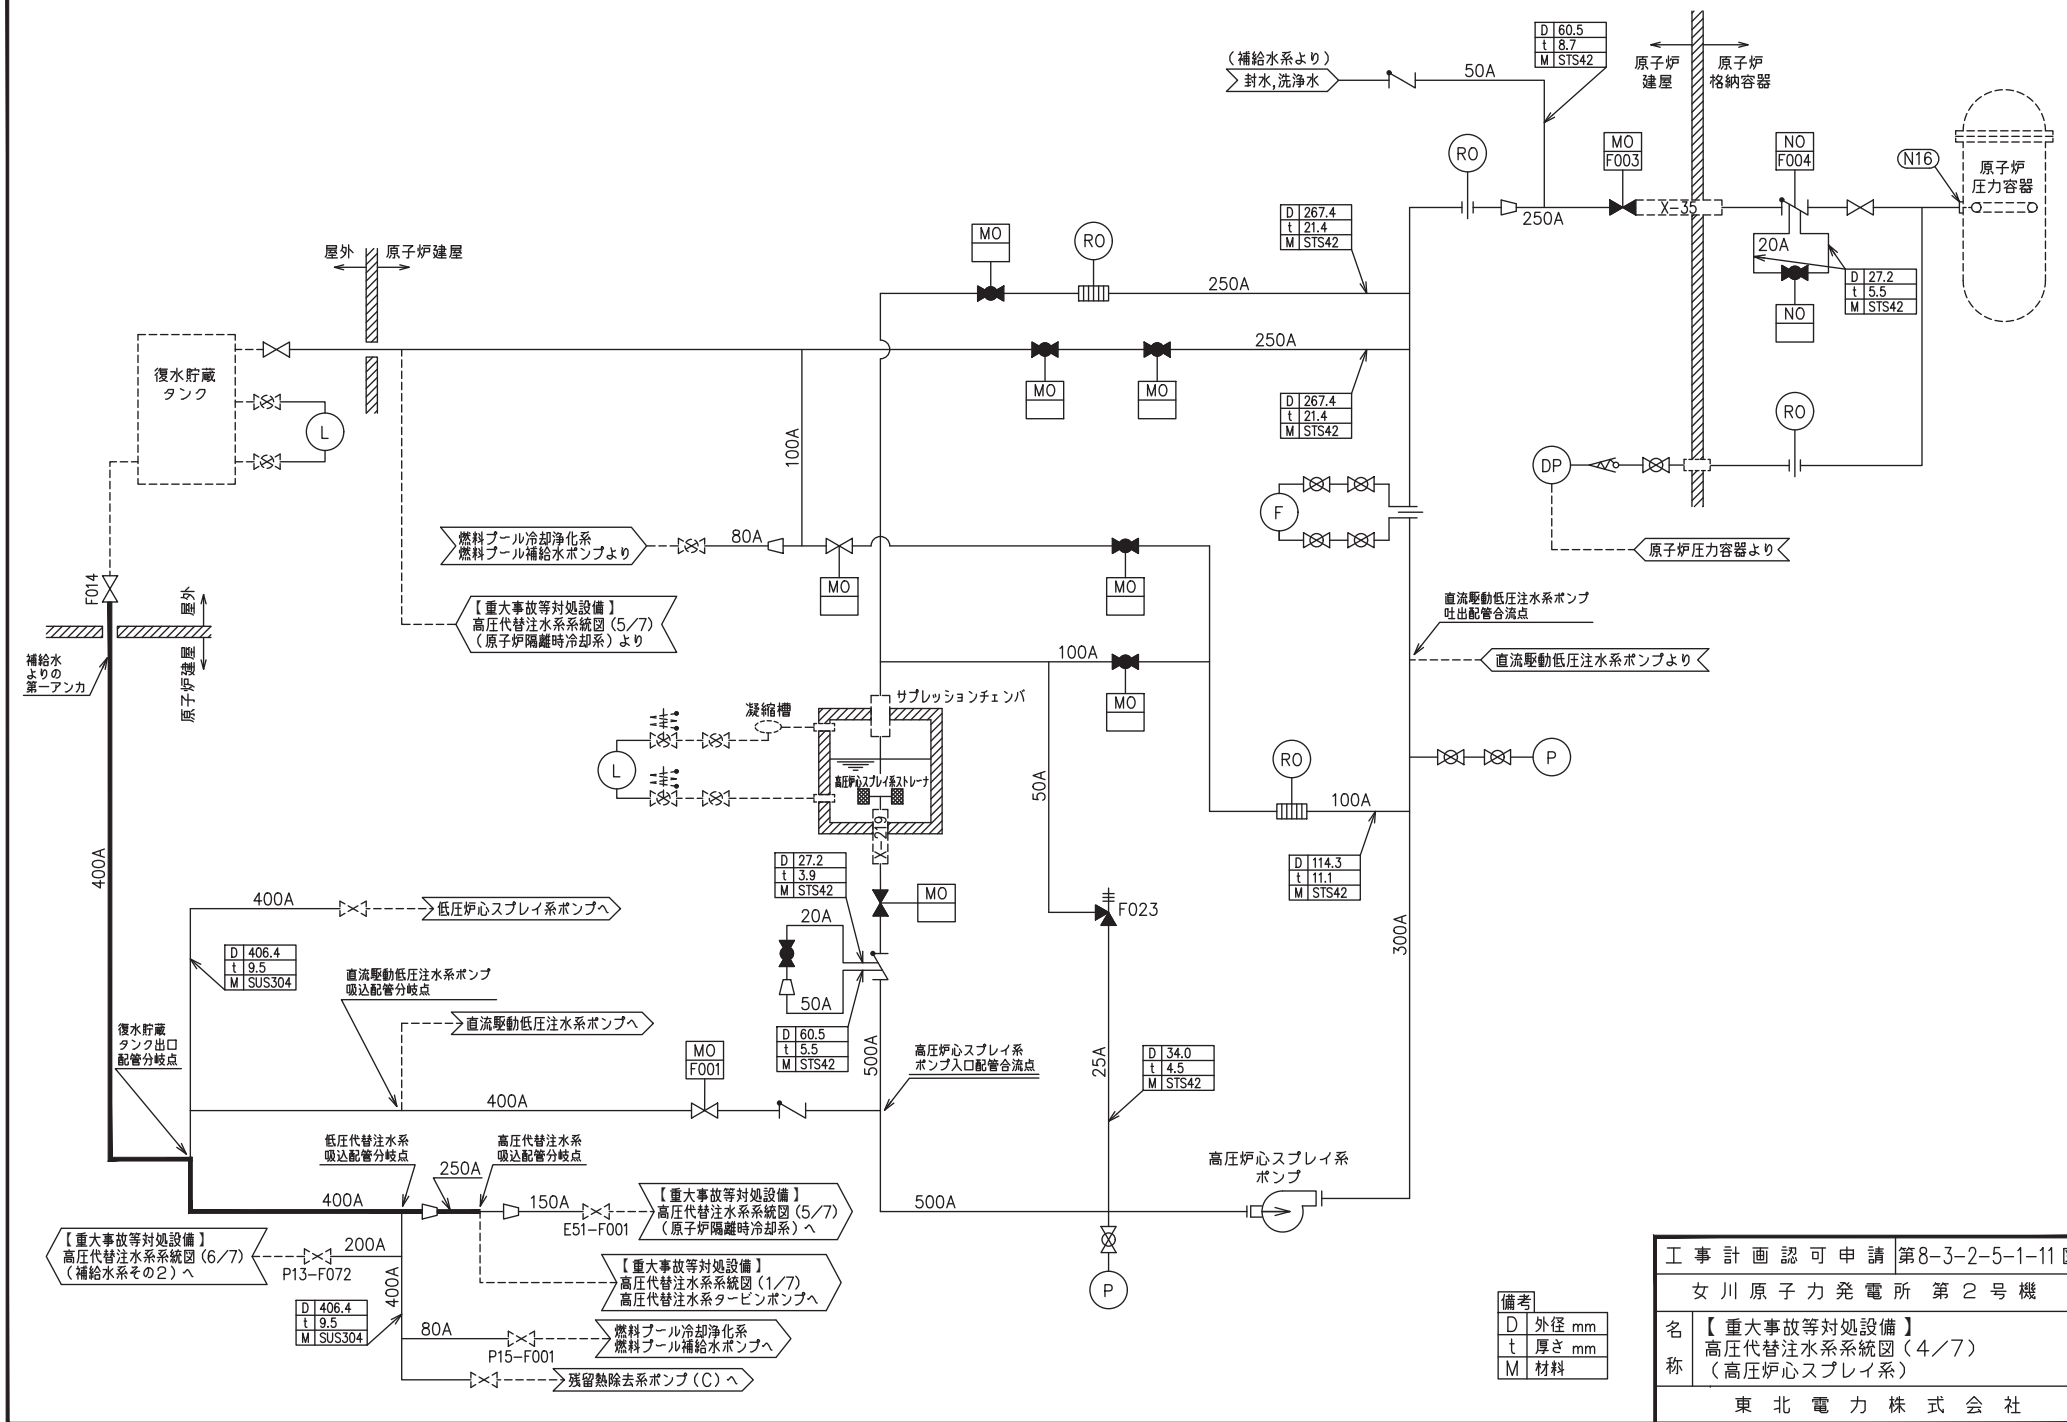 (補給水系より)
封水,洗浄水
50A
D 60.5
t 8.7
M STS42
原子炉
建屋
原子炉
格納容器
RO
MO
F003
NO
F004
N16
原子炉
圧力容器
250A
X-35
20A
D 27.2
t 5.5
M STS42
NO
屋外
原子炉建屋
MO
RO
250A
D 267.4
t 21.4
M STS42
250A
MO
MO
D 267.4
t 21.4
M STS42
復水貯蔵
タンク
L
100A
RO
DP
F
原子炉圧力容器より
燃料プール冷却浄化系
燃料プール補給水ポンプより
80A
MO
MO
F014
屋外
原子炉建屋
【重大事故等対処設備】
高圧代替注水系系統図(5/7)
(原子炉隔離時冷却系)より
直流駆動低圧注水系ポンプ
吐出配管合流点
直流駆動低圧注水系ポンプより
補給水
よりの
第一アンカ
100A
MO
サプレッションチェンバ
凝縮槽
L
高圧炉心スプレイ系ストレーナ
X-219
50A
RO
P
100A
D 114.3
t 11.1
M STS42
400A
D 27.2
t 3.9
M STS42
MO
20A
50A
F023
300A
400A
低圧炉心スプレイ系ポンプへ
D 406.4
t 9.5
M SUS304
直流駆動低圧注水系ポンプ
吸込配管分岐点
直流駆動低圧注水系ポンプへ
D 60.5
t 5.5
M STS42
500A
復水貯蔵
タンク出口
配管分岐点
MO
F001
高圧炉心スプレイ系
ポンプ入口配管合流点
25A
D 34.0
t 4.5
M STS42
400A
低圧代替注水系
吸込配管分岐点
高圧代替注水系
吸込配管分岐点
250A
400A
150A
E51-F001
【重大事故等対処設備】
高圧代替注水系系統図(5/7)
(原子炉隔離時冷却系)へ
500A
高圧炉心スプレイ系
ポンプ
P
【重大事故等対処設備】
高圧代替注水系系統図(6/7)
(補給水系その2)へ
200A
P13-F072
400A
【重大事故等対処設備】
高圧代替注水系系統図(1/7)
高圧代替注水系タービンポンプへ
D 406.4
t 9.5
M SUS304
80A
P15-F001
燃料プール冷却浄化系
燃料プール補給水ポンプへ
残留熱除去系ポンプ(C)へ
備考
D 外径 mm
t 厚さ mm
M 材料
工事計画認可申請 第8-3-2-5-1-11
女川原子力発電所 第2号機
名称
【重大事故等対処設備】
高圧代替注水系系統図(4/7)
(高圧炉心スプレイ系)
東北電力株式会社